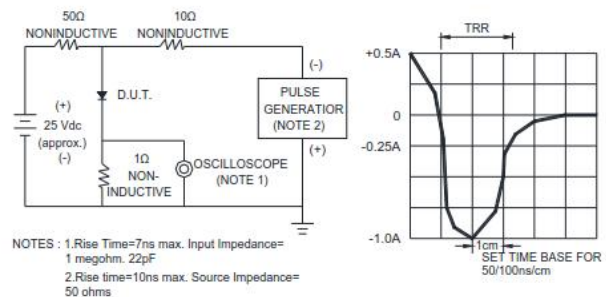 50Ω
NONINDUCTIVE
10Ω
NONINDUCTIVE
(+)
25 Vdc
(approx.)
(-)
D.U.T.
1Ω
NON-
INDUCTIVE
OSCILLOSCOPE
(NOTE 1)
(-)
PULSE
GENERATIOR
(NOTE 2)
(+)
NOTES : 1.Rise Time=7ns max. Input Impedance=
1 megohm. 22pF
2.Rise time=10ns max. Source Impedance=
50 ohms
TRR
+0.5A
0
-0.25A
-1.0A
1cm
SET TIME BASE FOR
50/100ns/cm